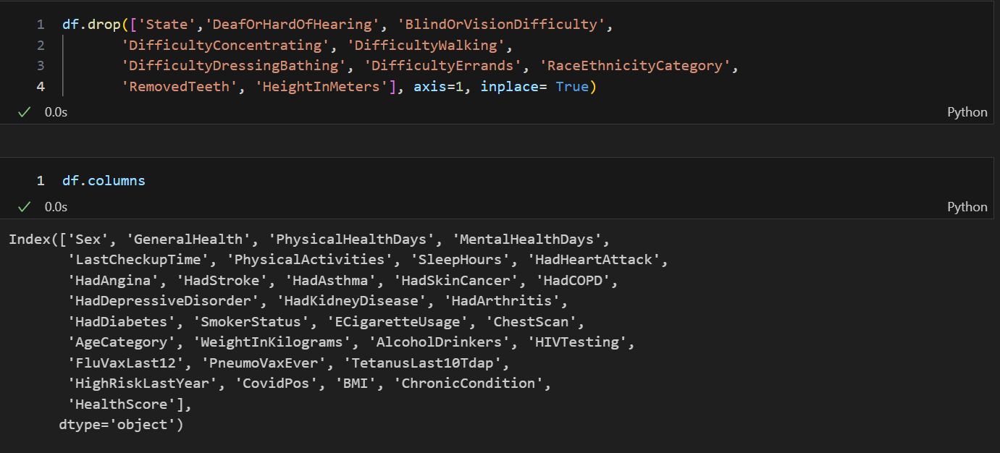 1 df.drop(['State','DeafOrHardOfHearing', 'BlindOrVisionDifficulty',
2 'DifficultyConcentrating', 'DifficultyWalking',
3 'DifficultyDressingBathing', 'DifficultyErrands', 'RaceEthnicityCategory',
4 'RemovedTeeth', 'HeightInMeters'], axis=1, inplace= True)
0.0s Python
1 df.columns
0.0s Python
Index(['Sex', 'GeneralHealth', 'PhysicalHealthDays', 'MentalHealthDays',
'LastCheckupTime', 'PhysicalActivities', 'SleepHours', 'HadHeartAttack',
'HadAngina', 'HadStroke', 'HadAsthma', 'HadSkinCancer', 'HadCOPD',
'HadDepressiveDisorder', 'HadKidneyDisease', 'HadArthritis',
'HadDiabetes', 'SmokerStatus', 'ECigaretteUsage', 'ChestScan',
'AgeCategory', 'WeightInKilograms', 'AlcoholDrinkers', 'HIVTesting',
'FluVaxLast12', 'PneumoVaxEver', 'TetanusLast10Tdap',
'HighRiskLastYear', 'CovidPos', 'BMI', 'ChronicCondition',
'HealthScore'],
dtype='object')